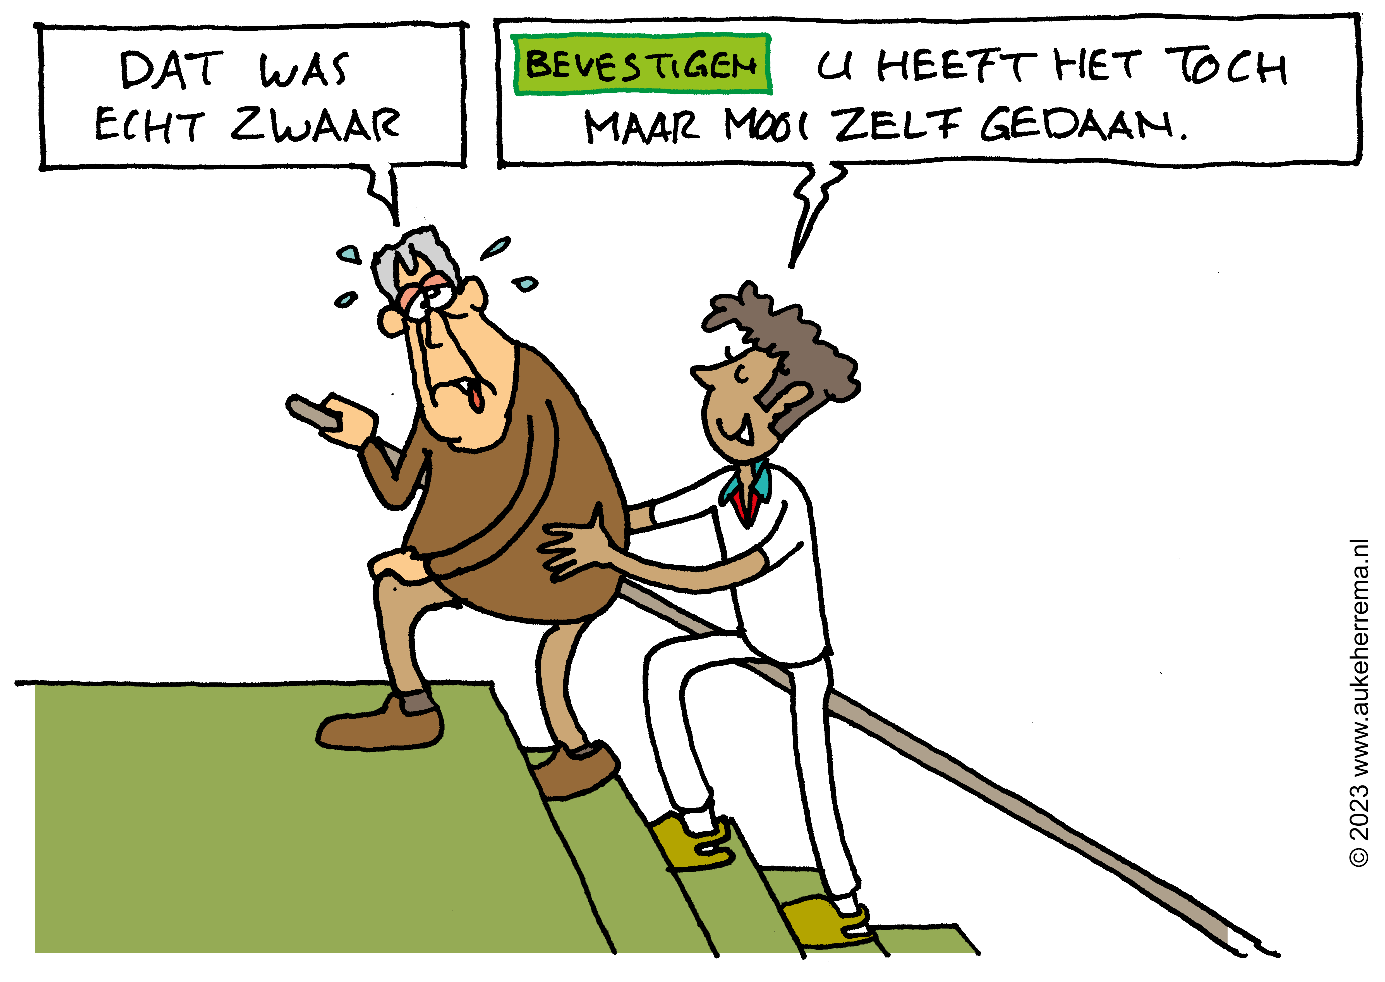 DAT WAS
ECHT ZWAAR
BEVESTIGEN U HEEFT HET TOCH
MAAR MOOI ZELF GEDAAN.
© 2023 www.aukeherrema.nl